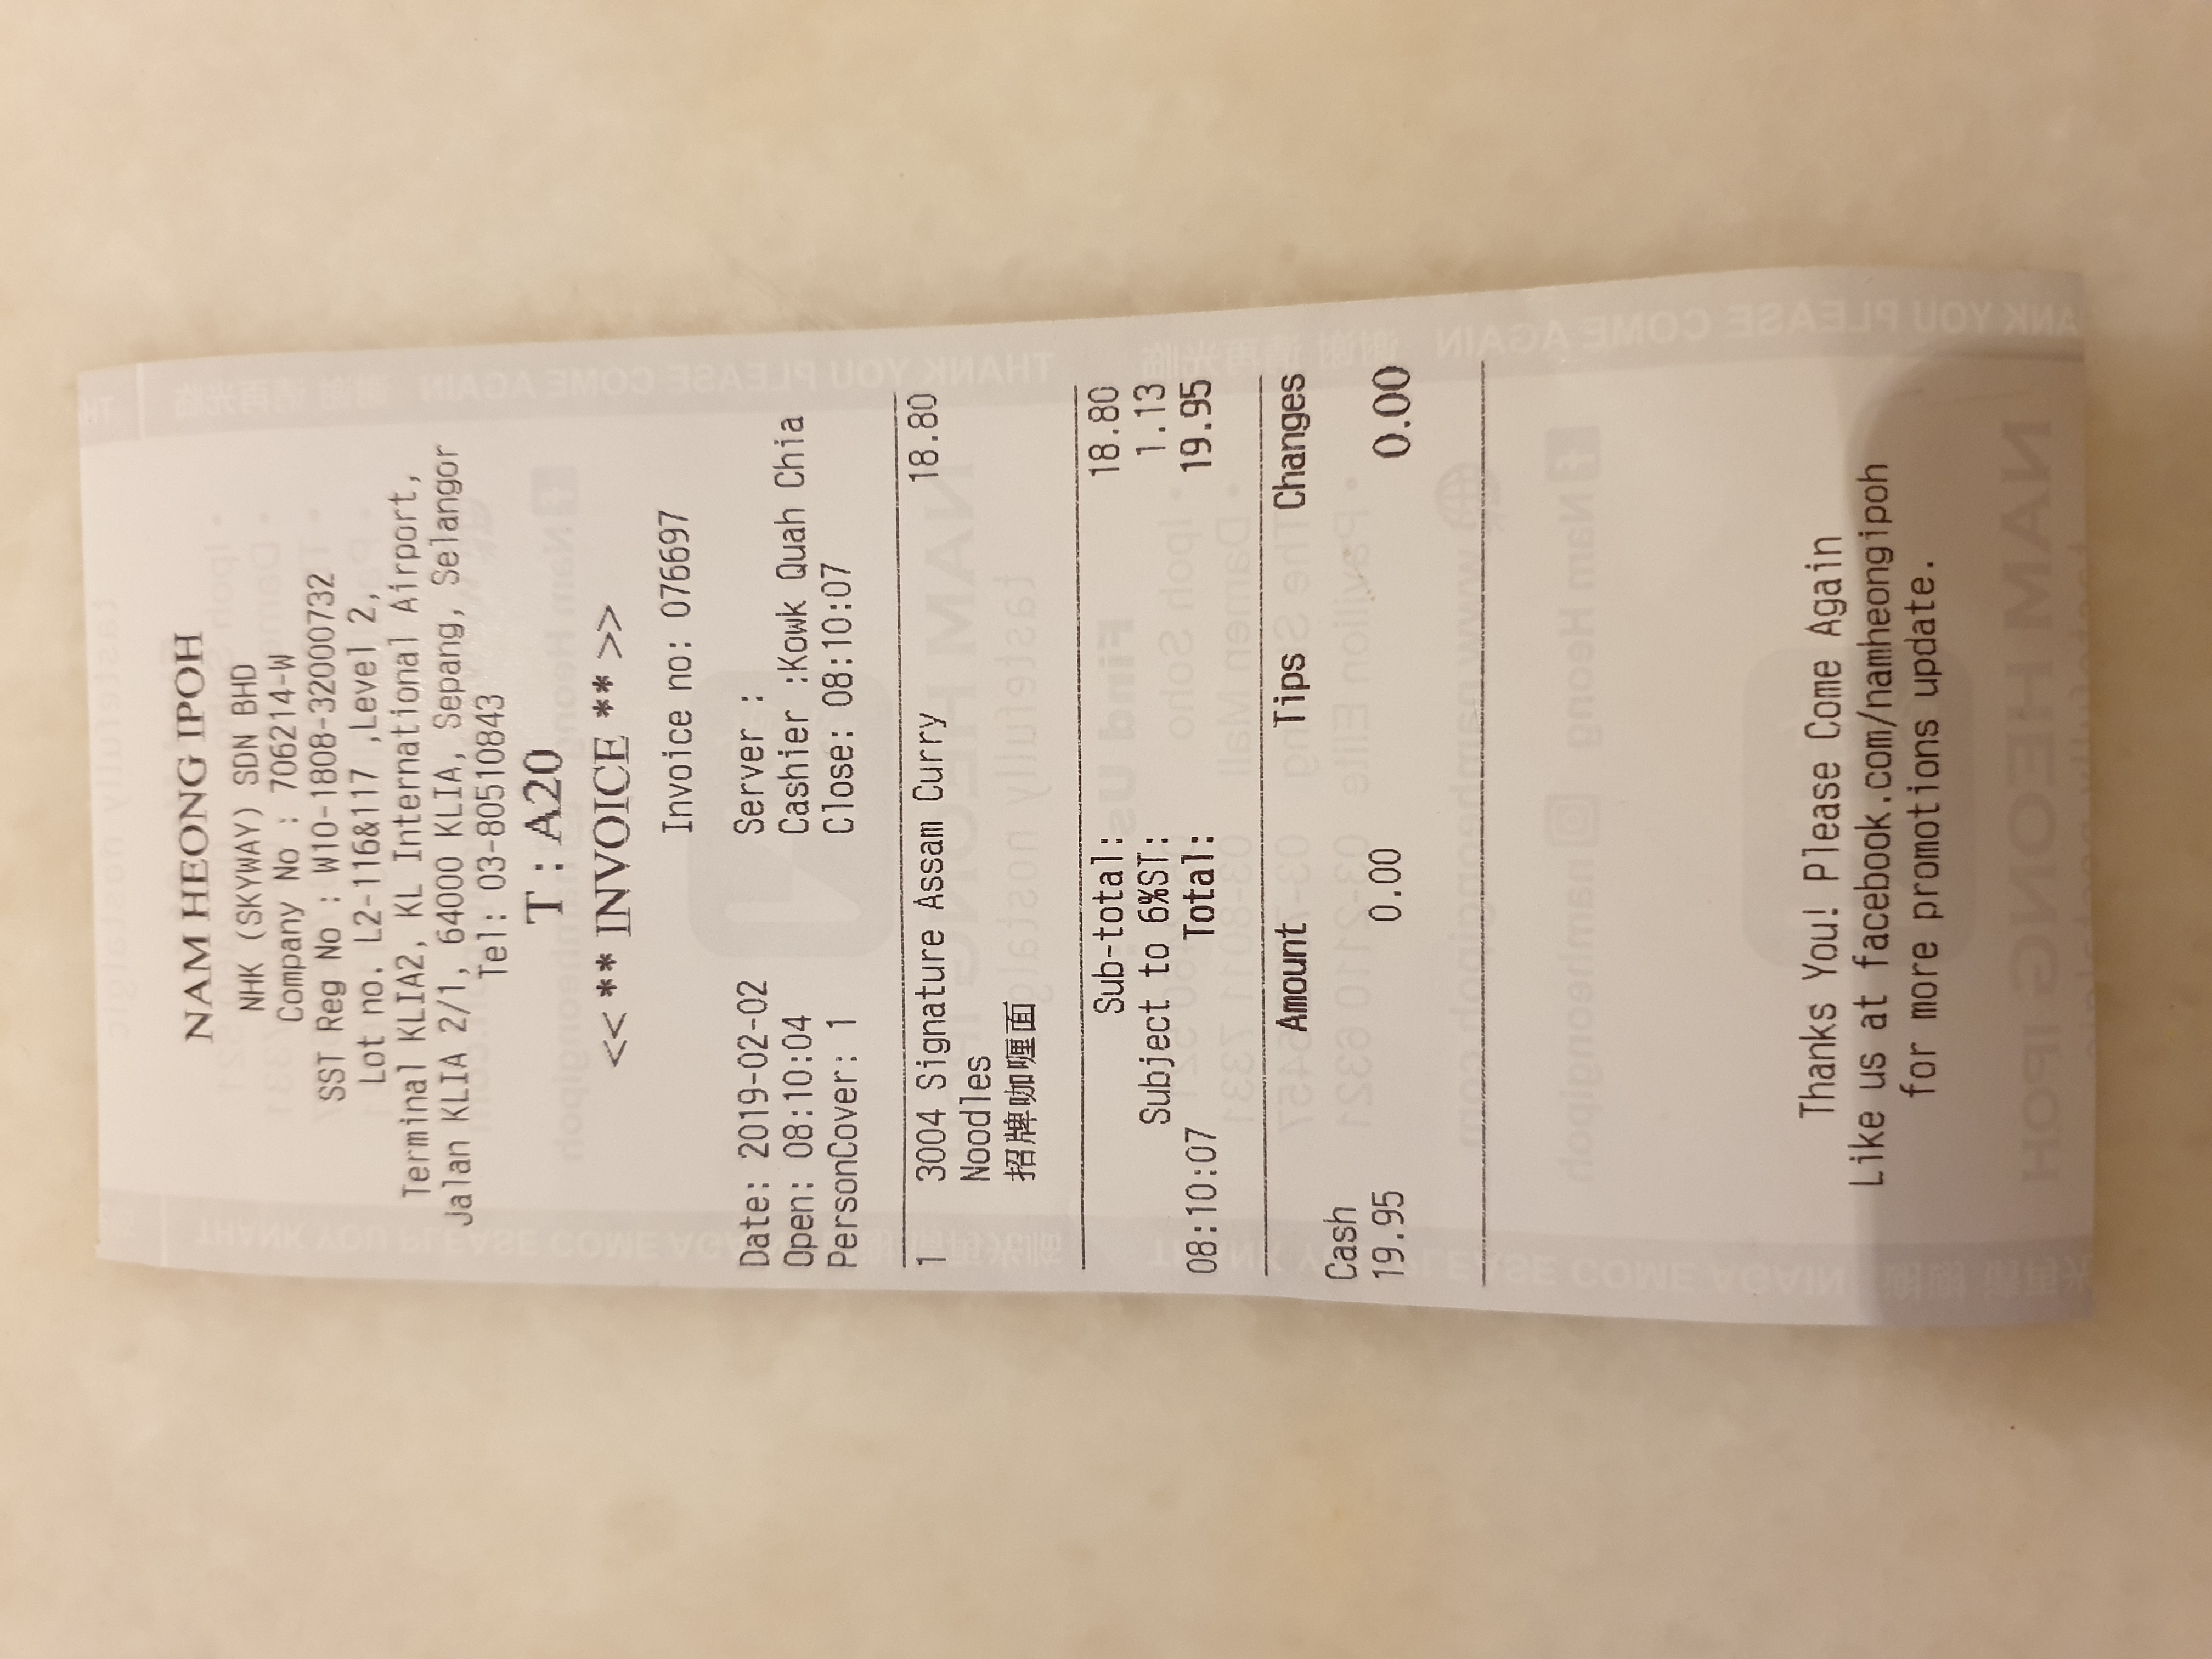 NAM HEONG IPOH
NHK (SKYWAY) SDN BHD
Company No : 706214-W
SST Reg No : W10-1808-32000732
Lot no. L2-116&117 ,Level 2,
Terminal KLIA2, KL International Airport,
Jalan KLIA 2/1, 64000 KLIA, Sepang, Selangor
Tel: 03-80510843
T : A20
<< ** INVOICE ** >>
Invoice no: 076697
Date: 2019-02-02 Server :
Open: 08:10:04 Cashier :Kowk Quah Chia
PersonCover: 1 Close: 08:10:07
1 3004 Signature Assam Curry 18.80
Noodles
招牌咖喱面
Sub-total: 18.80
Subject to 6%ST: 1.13
08:10:07 Total: 19.95
Amount Tips Changes
Cash
19.95 0.00 0.00
Thanks You! Please Come Again
Like us at facebook.com/namheongipoh
for more promotions update.